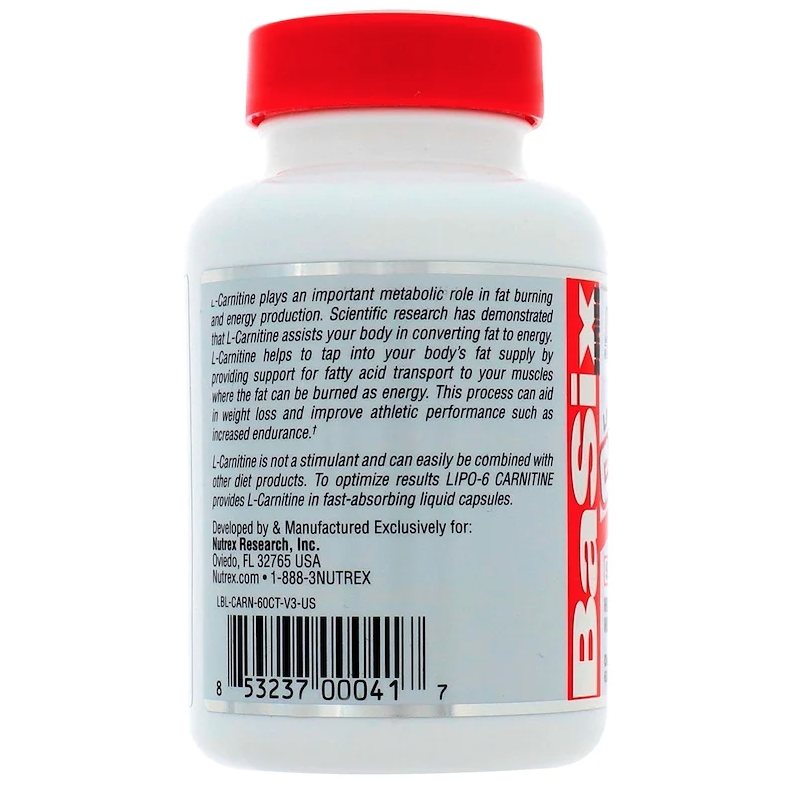 L-Carnitine plays an important metabolic role in fat burning
and energy production. Scientific research has demonstrated
that L-Carnitine assists your body in converting fat to energy.
L-Carnitine helps to tap into your body's fat supply by
providing support for fatty acid transport to your muscles
where the fat can be burned as energy. This process can aid
in weight loss and improve athletic performance such as
increased endurance.†
L-Carnitine is not a stimulant and can easily be combined with
other diet products. To optimize results LIPO-6 CARNITINE
provides L-Carnitine in fast-absorbing liquid capsules.
Developed by & Manufactured Exclusively for:
Nutrex Research, Inc.
Oviedo, FL 32765 USA
Nutrex.com • 1-888-3NUTREX
LBL-CARN-60CT-V3-US
8 53237 00041 7
BaSix